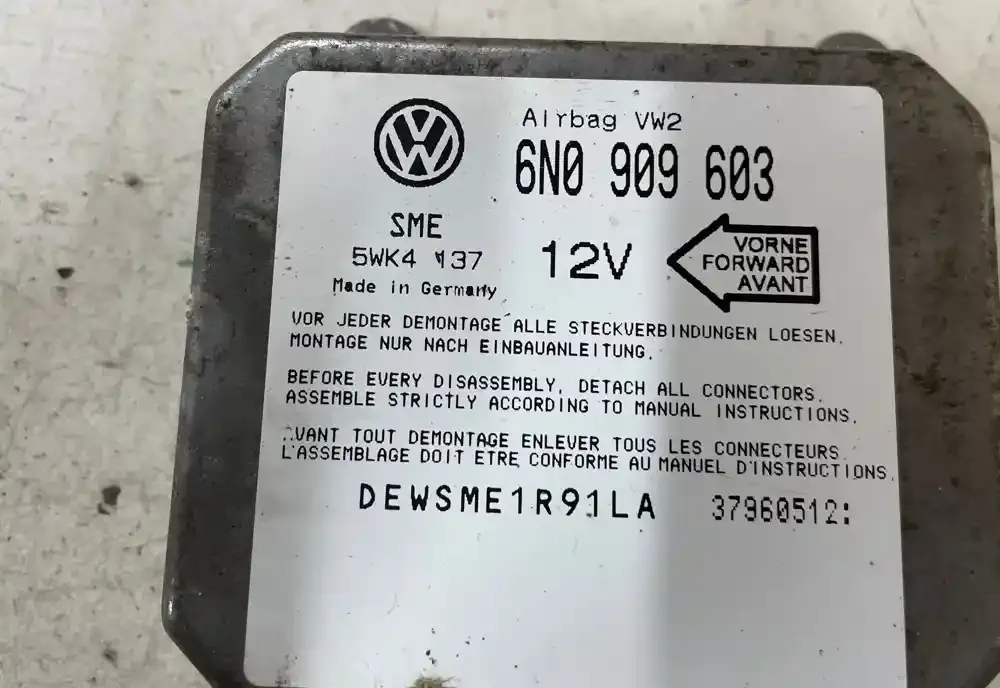 Airbag VW2
6N0 909 603
SME
5WK4 137
Made in Germany
12V
VORNE
FORWARD
AVANT
VOR JEDER DEMONTAGE ALLE STECKVERBINDUNGEN LOESEN.
MONTAGE NUR NACH EINBAUANLEITUNG.
BEFORE EVERY DISASSEMBLY, DETACH ALL CONNECTORS.
ASSEMBLE STRICTLY ACCORDING TO MANUAL INSTRUCTIONS.
.VANT TOUT DEMONTAGE ENLEVER TOUS LES CONNECTEURS.
L'ASSEMBLAGE DOIT ETRE CONFORME AU MANUEL D'INSTRUCTIONS.
DEWSME1R91LA
37960512: